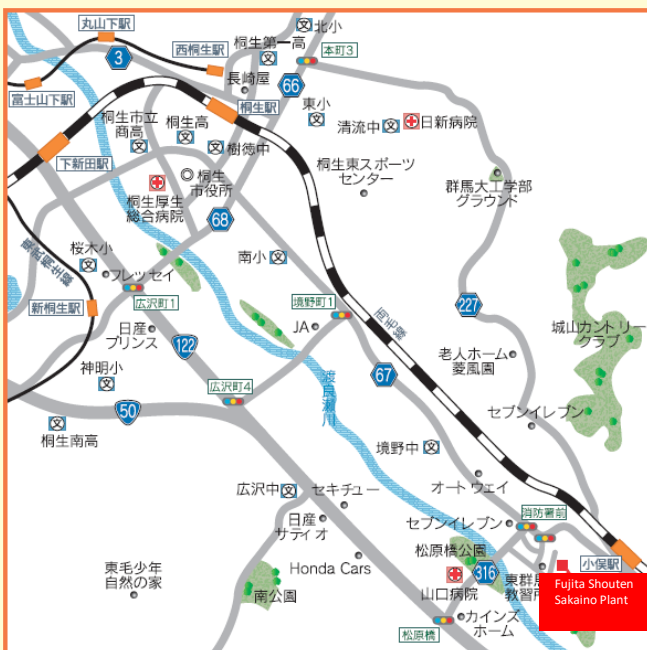 丸山下駅
北小
3
西桐生駅
桐生第一高
本町3
富士山下駅
長崎屋
66
桐生駅
東小
桐生市立
商高
桐生高
清流中
日新病院
樹徳中
下新田駅
桐生
市役所
桐生東スポーツ
センター
群馬大工学部
グラウンド
桐生厚生
総合病院
68
桜木小
南小
フレッセイ
新桐生駅
広沢町1
境野町1
227
日産
プリンス
JA
両毛線
城山カントリー
クラブ
122
神明小
老人ホーム
菱風園
67
広沢町4
渡良瀬川
50
セブンイレブン
桐生南高
境野中
広沢中
セキチュー
オートウェイ
日産
サティオ
セブンイレブン
消防署前
松原橋公園
Honda Cars
小俣駅
東毛少年
自然の家
316
南公園
山口病院
東群馬
教習所
Fujita Shouten
Sakaino Plant
カインズ
ホーム
松原橋